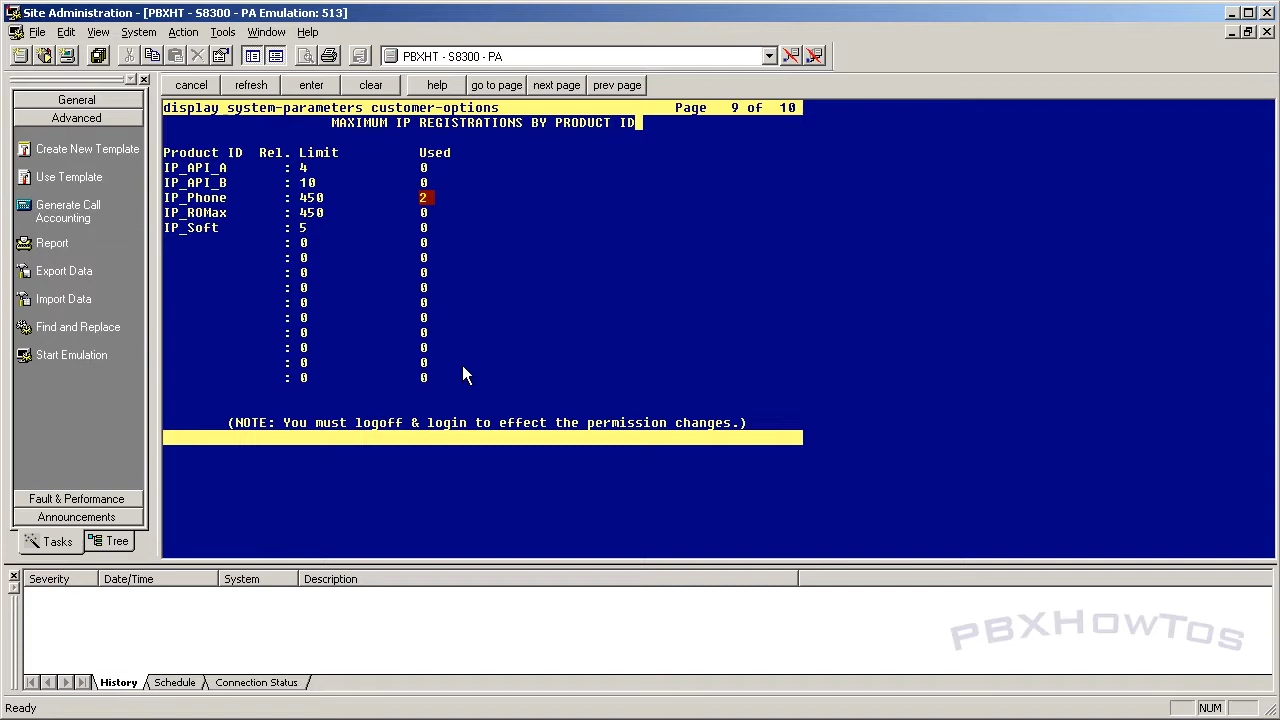 Site Administration - [PBXHT - S8300 - PA Emulation: 513]
File Edit View System Action Tools Window Help
PBXHT - S8300 - PA
cancel refresh enter clear help go to page next page prev page
General
Advanced
Create New Template
Use Template
Generate Call
Accounting
Report
Export Data
Import Data
Find and Replace
Start Emulation
Fault & Performance
Announcements
Tasks Tree
display system-parameters customer-options Page 9 of 10
MAXIMUM IP REGISTRATIONS BY PRODUCT ID
Product ID Rel. Limit Used
IP_API_A : 4 0
IP_API_B : 10 0
IP_Phone : 450 2
IP_ROMax : 450 0
IP_Soft : 5 0
: 0 0
: 0 0
: 0 0
: 0 0
: 0 0
: 0 0
: 0 0
: 0 0
: 0 0
: 0 0
(NOTE: You must logoff & login to effect the permission changes.)
Severity Date/Time System Description
PBXHowTos
History Schedule Connection Status
Ready NUM